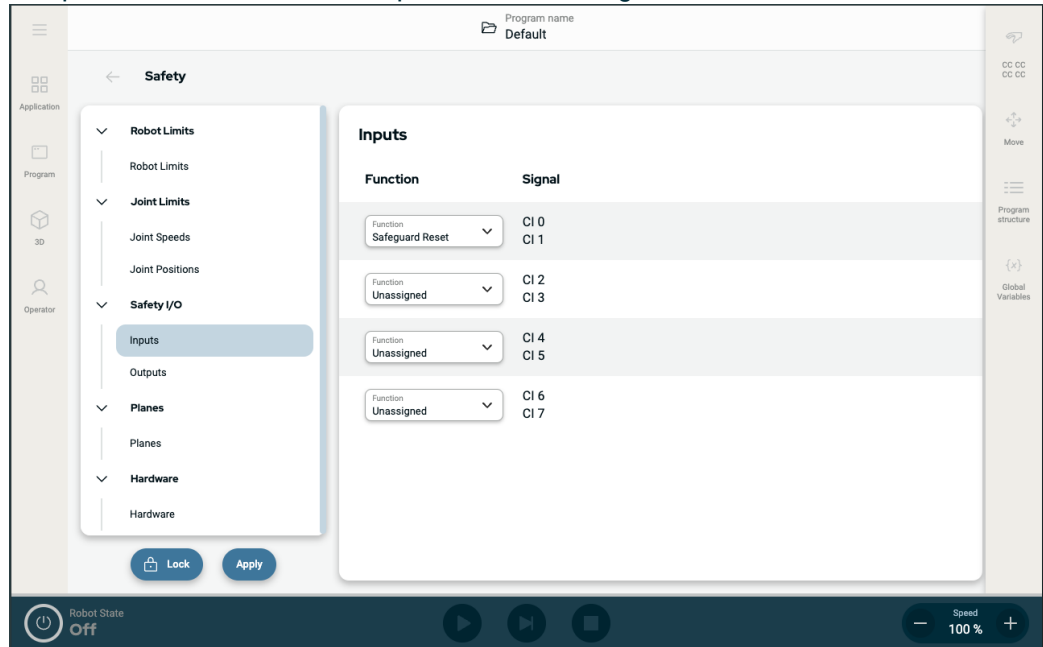 Program name
Default
Application
Program
3D
Operator
Safety
Robot Limits
Robot Limits
Joint Limits
Joint Speeds
Joint Positions
Safety I/O
Inputs
Outputs
Planes
Planes
Hardware
Hardware
Lock
Apply
Inputs
Function
Signal
Function
Safeguard Reset
CI 0
CI 1
Function
Unassigned
CI 2
CI 3
Function
Unassigned
CI 4
CI 5
Function
Unassigned
CI 6
CI 7
CC CC
CC CC
Move
Program
structure
{x}
Global
Variables
Robot State
Off
Speed
100 %